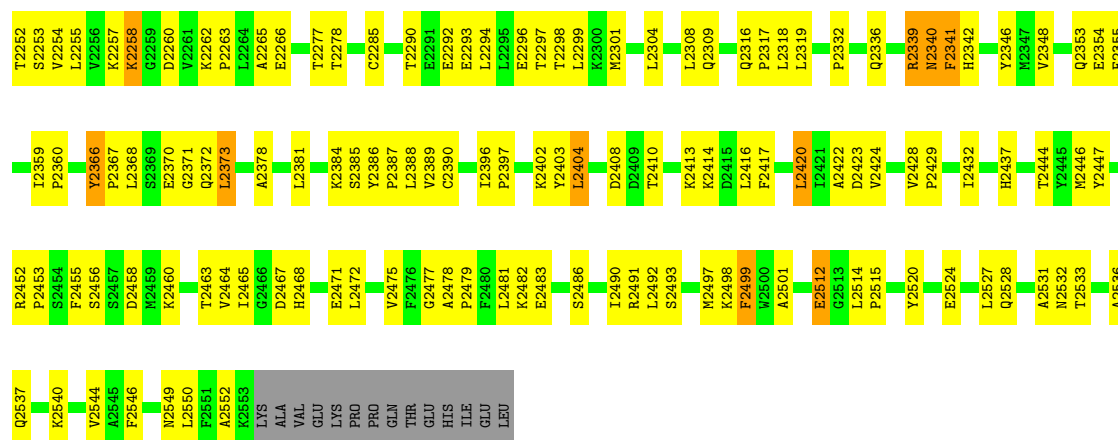 T2252 S2253 V2254 L2255 V2256 K2257 K2258 G2259 D2260 V2261 K2262 P2263 L2264 A2265 E2266 T2277 T2278 C2285 T2290 E2291 E2292 E2293 L2294 L2295 E2296 T2297 T2298 L2299 K2300 M2301 L2304 L2308 Q2309 Q2316 P2317 L2318 L2319 P2332 Q2336 R2339 N2340 F2341 H2342 Y2346 M2347 V2348 Q2353 E2354
I2359 P2360 Y2366 P2367 L2368 S2369 E2370 G2371 Q2372 L2373 A2378 L2381 K2384 S2385 Y2386 P2387 L2388 V2389 C2390 I2396 P2397 K2402 Y2403 L2404 D2408 D2409 T2410 K2413 K2414 D2415 L2416 F2417 L2420 I2421 A2422 D2423 V2424 V2428 P2429 I2432 H2437 T2444 Y2445 M2446 Y2447
R2452 P2453 S2454 F2455 S2456 S2457 D2458 M2459 K2460 T2463 V2464 I2465 G2466 D2467 H2468 E2471 L2472 V2475 F2476 G2477 A2478 P2479 F2480 L2481 K2482 E2483 S2486 I2490 R2491 L2492 S2493 M2497 K2498 F2499 W2500 A2501 E2512 G2513 L2514 P2515 Y2520 E2524 L2527 Q2528 A2531 N2532 T2533
Q2537 K2540 V2544 A2545 F2546 N2549 L2550 F2551 A2552 K2553 LYS ALA VAL GLU LYS PRO PRO GLN THR GLU HIS ILE GLU LEU